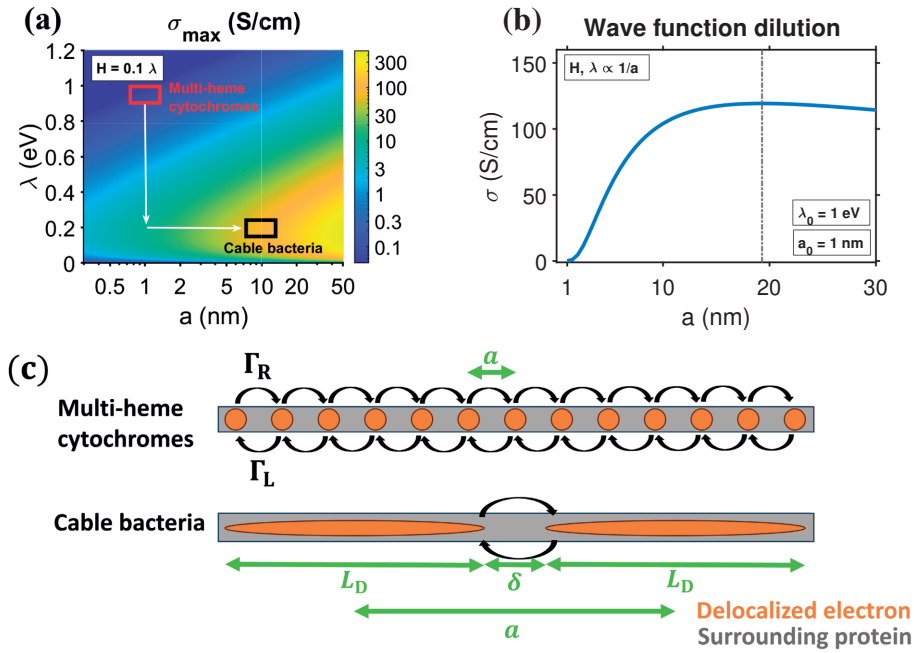 (a)
σmax (S/cm)
1.2
1
0.8
0.6
0.4
0.2
0
λ (eV)
H = 0.1 λ
Multi-heme
cytochromes
Cable bacteria
0.5 1 2 5 10 20 50
a (nm)
300
100
30
10
3
1
0.3
0.1
(b)
Wave function dilution
150
100
50
0
σ (S/cm)
H, λ ∝ 1/a
λ0 = 1 eV
a0 = 1 nm
1 10 20 30
a (nm)
(c)
ΓR
a
Multi-heme
cytochromes
ΓL
Cable bacteria
LD δ LD
a
Delocalized electron
Surrounding protein